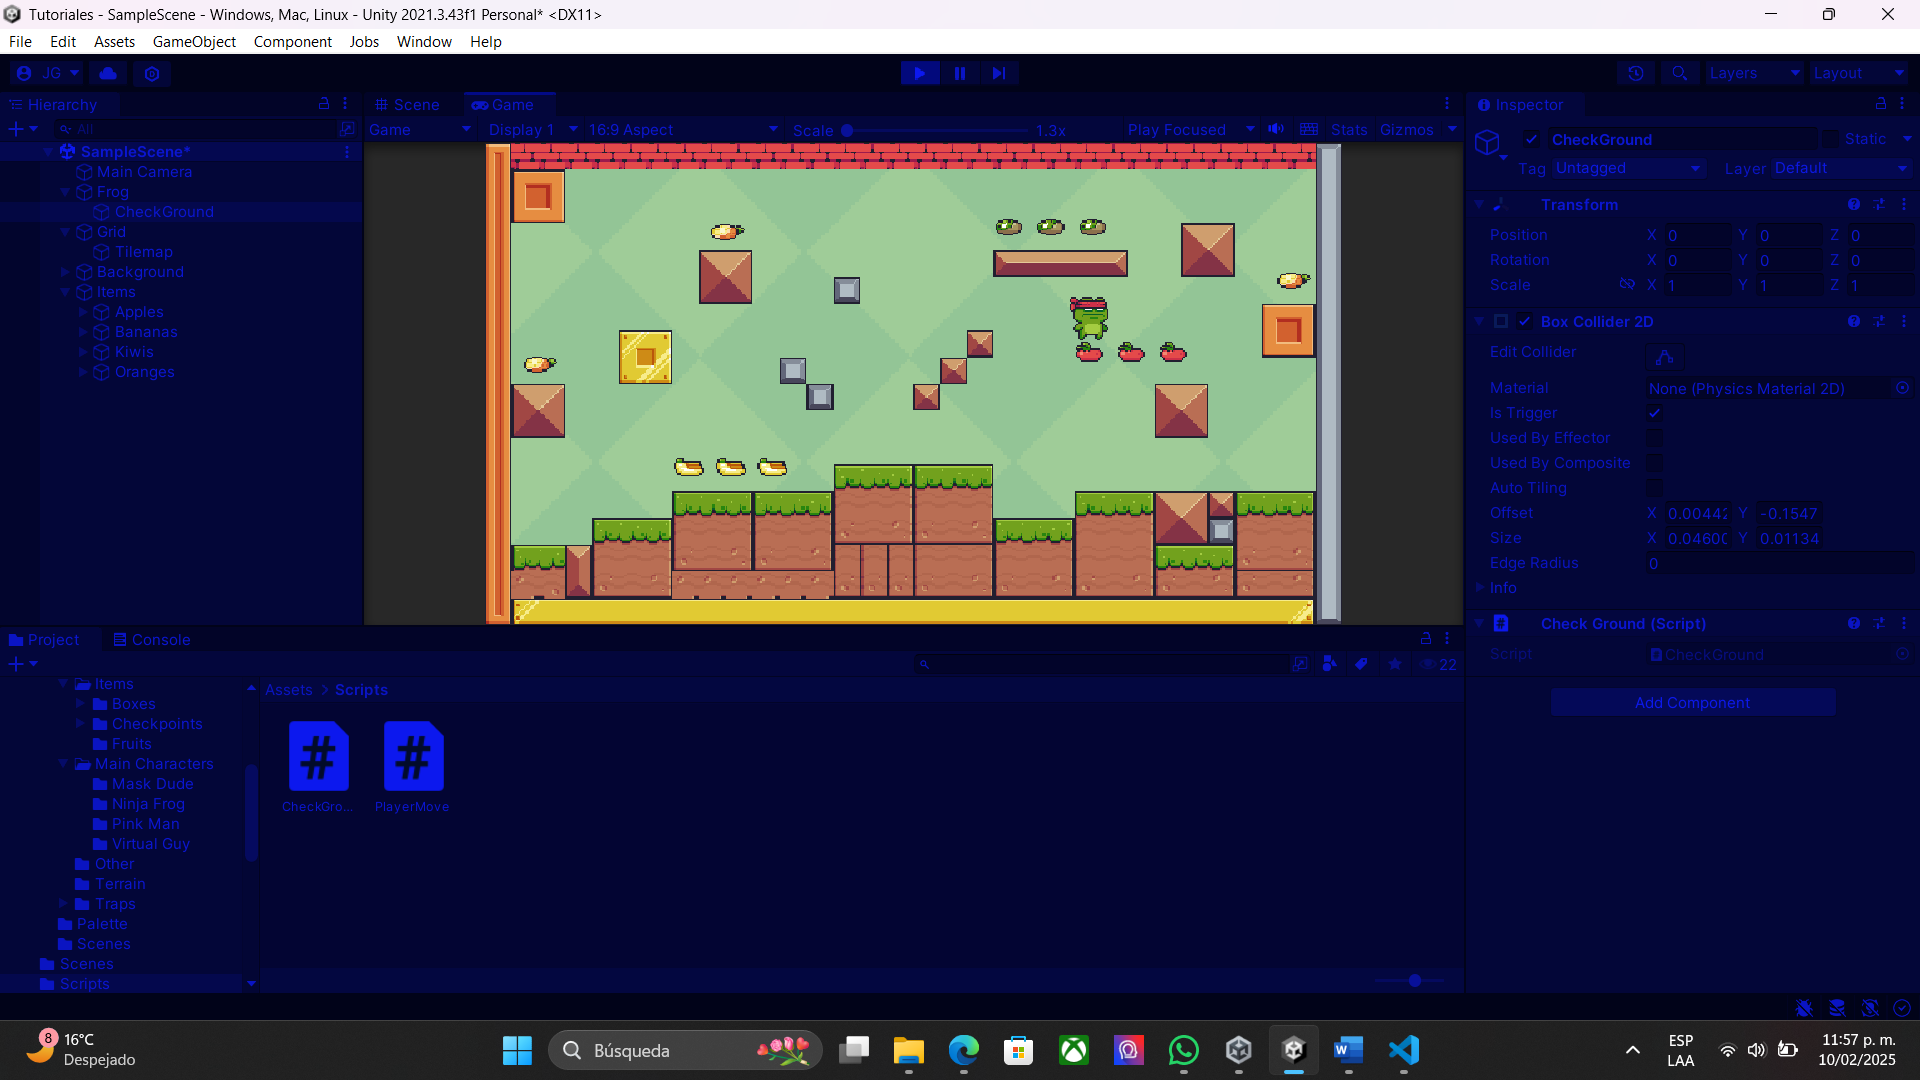 Tutoriales - SampleScene - Windows, Mac, Linux - Unity 2021.3.43f1 Personal* <DX11>
File Edit Assets GameObject Component Jobs Window Help
JG
Layers Layout
Hierarchy
All
SampleScene*
Main Camera
Frog
CheckGround
Grid
Tilemap
Background
Items
Apples
Bananas
Kiwis
Oranges
Scene Game
Game Display 1 16:9 Aspect Scale 1.3x Play Focused Stats Gizmos
Inspector
CheckGround Static
Tag Untagged Layer Default
Transform
Position X 0 Y 0 Z 0
Rotation X 0 Y 0 Z 0
Scale X 1 Y 1 Z 1
Box Collider 2D
Edit Collider
Material None (Physics Material 2D)
Is Trigger
Used By Effector
Used By Composite
Auto Tiling
Offset X 0.00442 Y -0.1547
Size X 0.04600 Y 0.01134
Edge Radius 0
Info
Check Ground (Script)
Script CheckGround
Add Component
Project Console
22
Items
Boxes
Checkpoints
Fruits
Main Characters
Mask Dude
Ninja Frog
Pink Man
Virtual Guy
Other
Terrain
Traps
Palette
Scenes
Scenes
Scripts
Assets > Scripts
CheckGro... PlayerMove
8 16°C
Despejado
Búsqueda
ESP
LAA
11:57 p. m.
10/02/2025